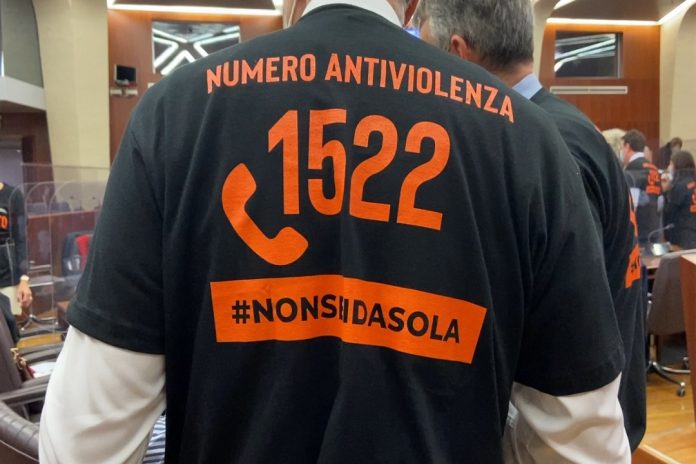 NUMERO ANTIVIOLENZA
1522
#NONSEIDASOLA